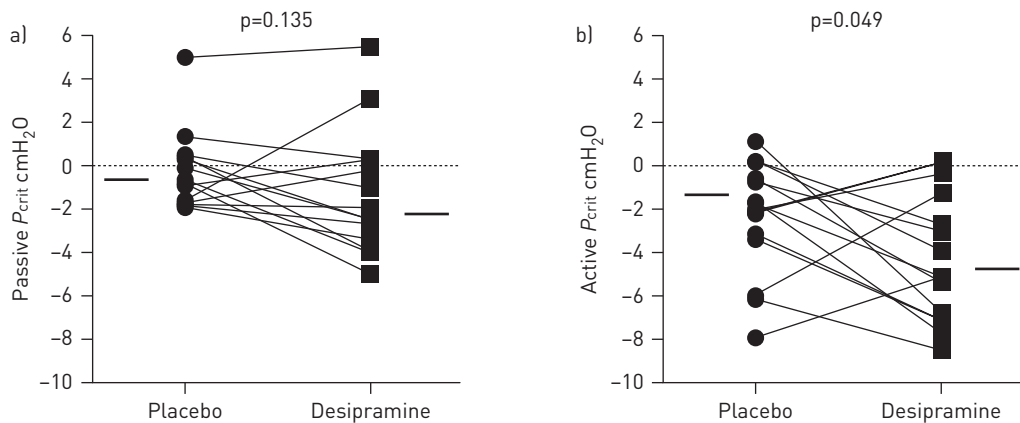 a)
p=0.135
Passive Pcrit cmH2O
6
4
2
0
−2
−4
−6
−8
−10
Placebo
Desipramine
b)
p=0.049
Active Pcrit cmH2O
6
4
2
0
−2
−4
−6
−8
−10
Placebo
Desipramine